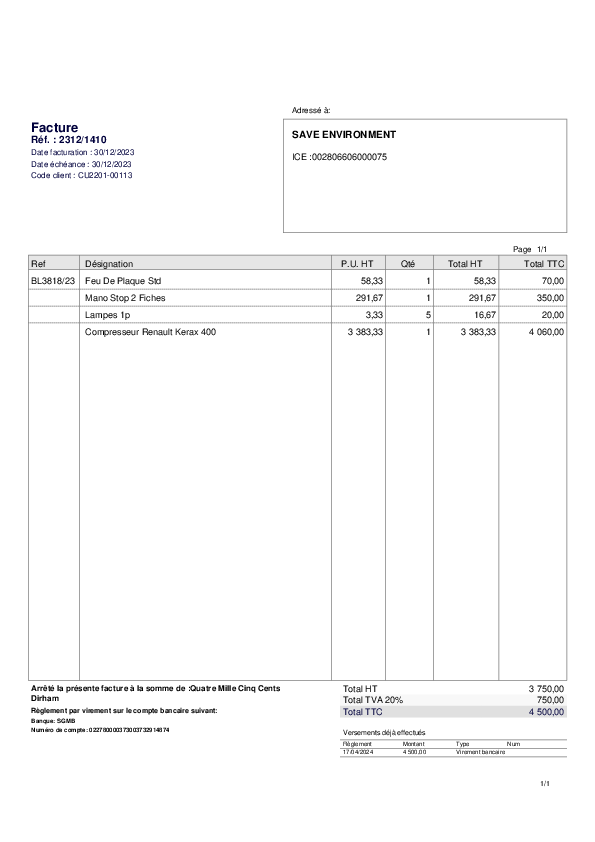 Adressé à:
Facture
Réf. : 2312/1410
Date facturation : 30/12/2023
Date échéance : 30/12/2023
Code client : CU2201-00113
SAVE ENVIRONMENT
ICE :002806606000075
Page 1/1
Ref Désignation P.U. HT Qté Total HT Total TTC
BL3818/23 Feu De Plaque Std 58,33 1 58,33 70,00
Mano Stop 2 Fiches 291,67 1 291,67 350,00
Lampes 1p 3,33 5 16,67 20,00
Compresseur Renault Kerax 400 3 383,33 1 3 383,33 4 060,00
Arrêté la présente facture à la somme de :Quatre Mille Cinq Cents
Dirham
Règlement par virement sur le compte bancaire suivant:
Banque: SGMB
Numéro de compte: 022780000373003732914874
Total HT 3 750,00
Total TVA 20% 750,00
Total TTC 4 500,00
Versements déjà effectués
Règlement Montant Type Num
17/04/2024 4 500,00 Virement bancaire
1/1